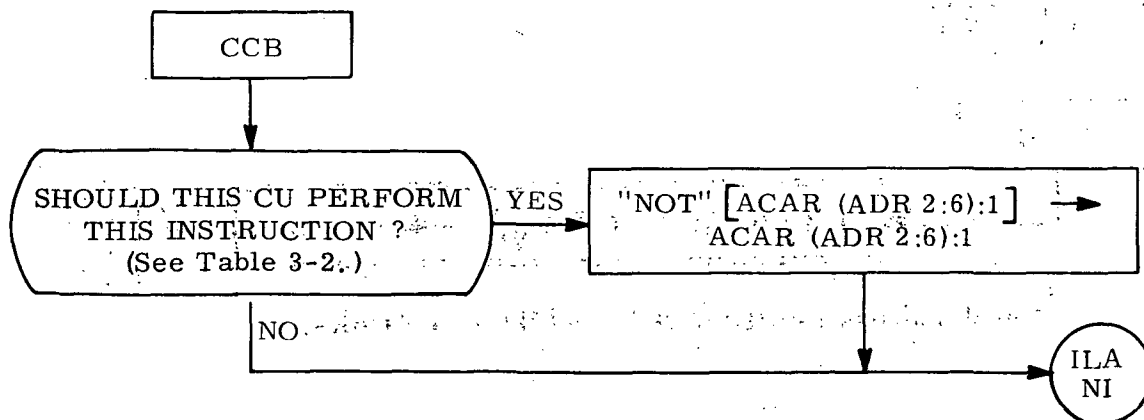 CCB
SHOULD THIS CU PERFORM
THIS INSTRUCTION ?
(See Table 3-2.)
YES
"NOT" [ACAR (ADR 2:6):1] →
ACAR (ADR 2:6):1
NO
ILA
NI